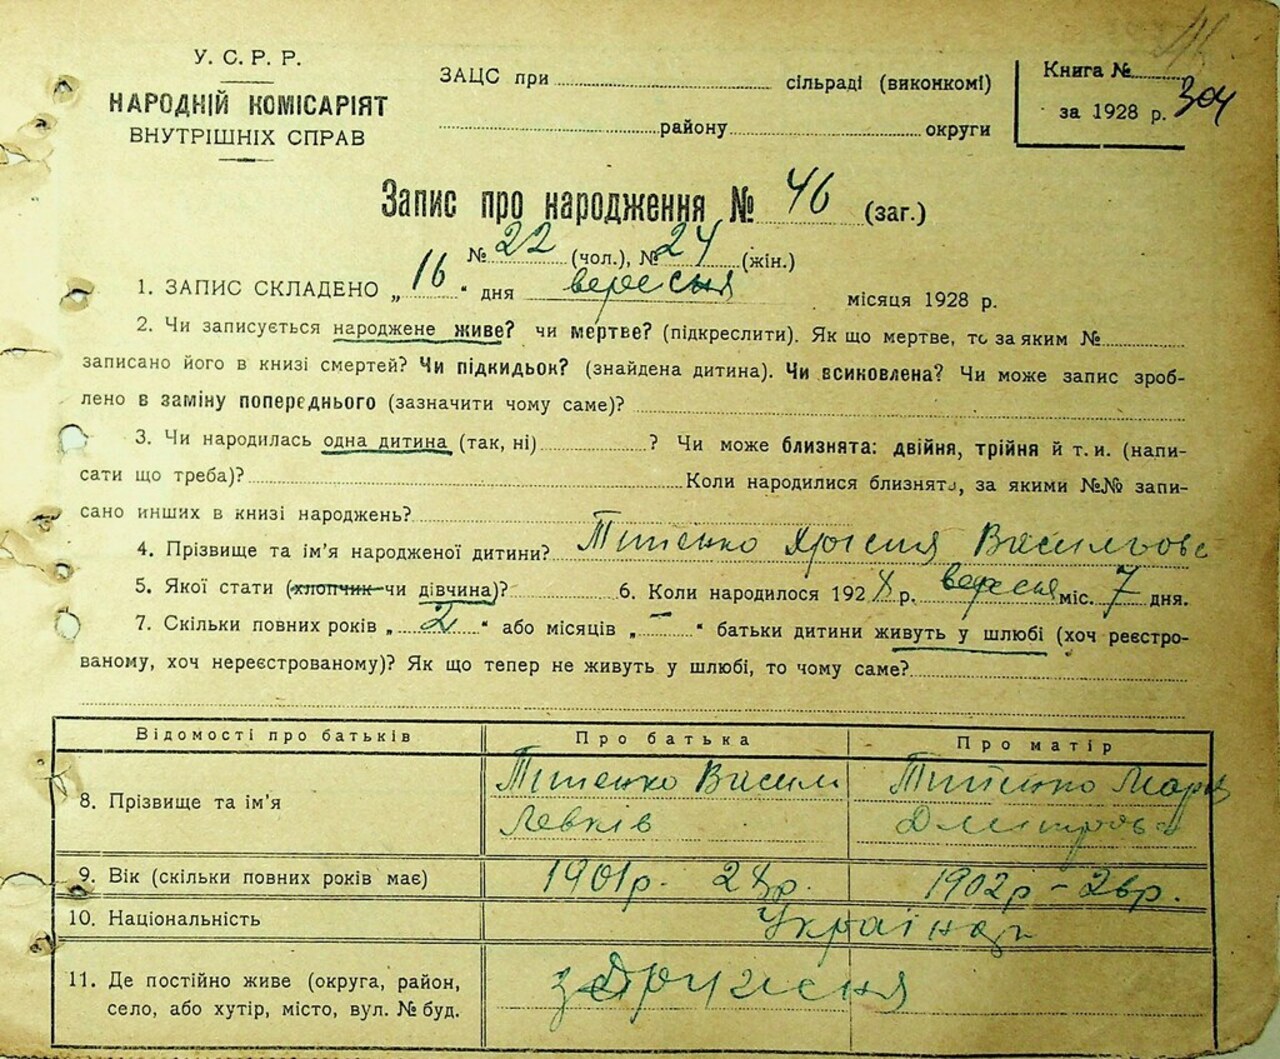 46
У. С. Р. Р.
НАРОДНІЙ КОМІСАРІЯТ
ВНУТРІШНІХ СПРАВ
ЗАЦС при сільраді (виконкомі)
району округи
Книга №
за 1928 р. 304
Запис про народження № 46 (заг.)
№ 22 (чол.), № 24 (жін.)
1. ЗАПИС СКЛАДЕНО „16“ дня вересня місяця 1928 р.
2. Чи записується народжене живе? чи мертве? (підкреслити). Як що мертве, то за яким №
записано його в книзі смертей? Чи підкидьок? (знайдена дитина). Чи всиковлена? Чи може запис зроб-
лено в заміну попереднього (зазначити чому саме)?
3. Чи народилась одна дитина (так, ні) ? Чи може близнята: двійня, трійня й т. и. (напи-
сати що треба)? Коли народилися близнята, за якими №№ запи-
сано инших в книзі народжень?
4. Прізвище та ім'я народженої дитини? Васильов
5. Якої стати (хлопчик чи дівчина)? 6. Коли народилось 1928 р. вересня міс. 7 дня.
7. Скільки повних років „2“ або місяців „—“ батьки дитини живуть у шлюбі (хоч реєстро-
ваному, хоч нереєстрованому)? Як що тепер не живуть у шлюбі, то чому саме?
Відомості про батьків Про батька Про матір
8. Прізвище та ім'я Василь Марія
Левків
9. Вік (скільки повних років має) 1901р. 28р. 1902р – 26р.
10. Національність Українці
11. Де постійно живе (округа, район,
село, або хутір, місто, вул. № буд.